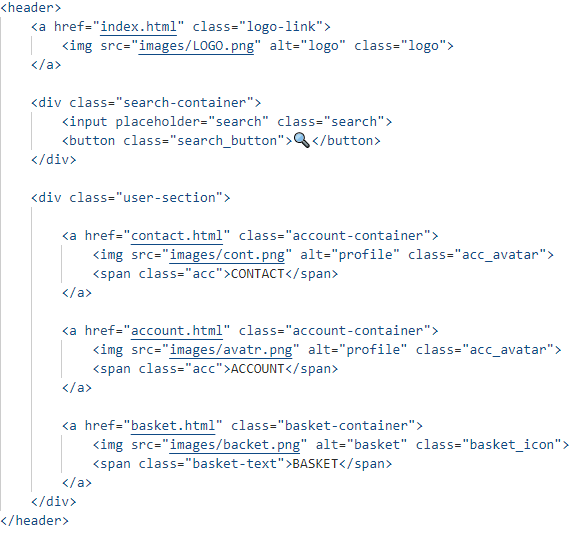 <header>
<a href="index.html" class="logo-link">
<img src="images/LOGO.png" alt="logo" class="logo">
</a>
<div class="search-container">
<input placeholder="search" class="search">
<button class="search_button">🔍</button>
</div>
<div class="user-section">
<a href="contact.html" class="account-container">
<img src="images/cont.png" alt="profile" class="acc_avatar">
<span class="acc">CONTACT</span>
</a>
<a href="account.html" class="account-container">
<img src="images/avatr.png" alt="profile" class="acc_avatar">
<span class="acc">ACCOUNT</span>
</a>
<a href="basket.html" class="basket-container">
<img src="images/backet.png" alt="basket" class="basket_icon">
<span class="basket-text">BASKET</span>
</a>
</div>
</header>